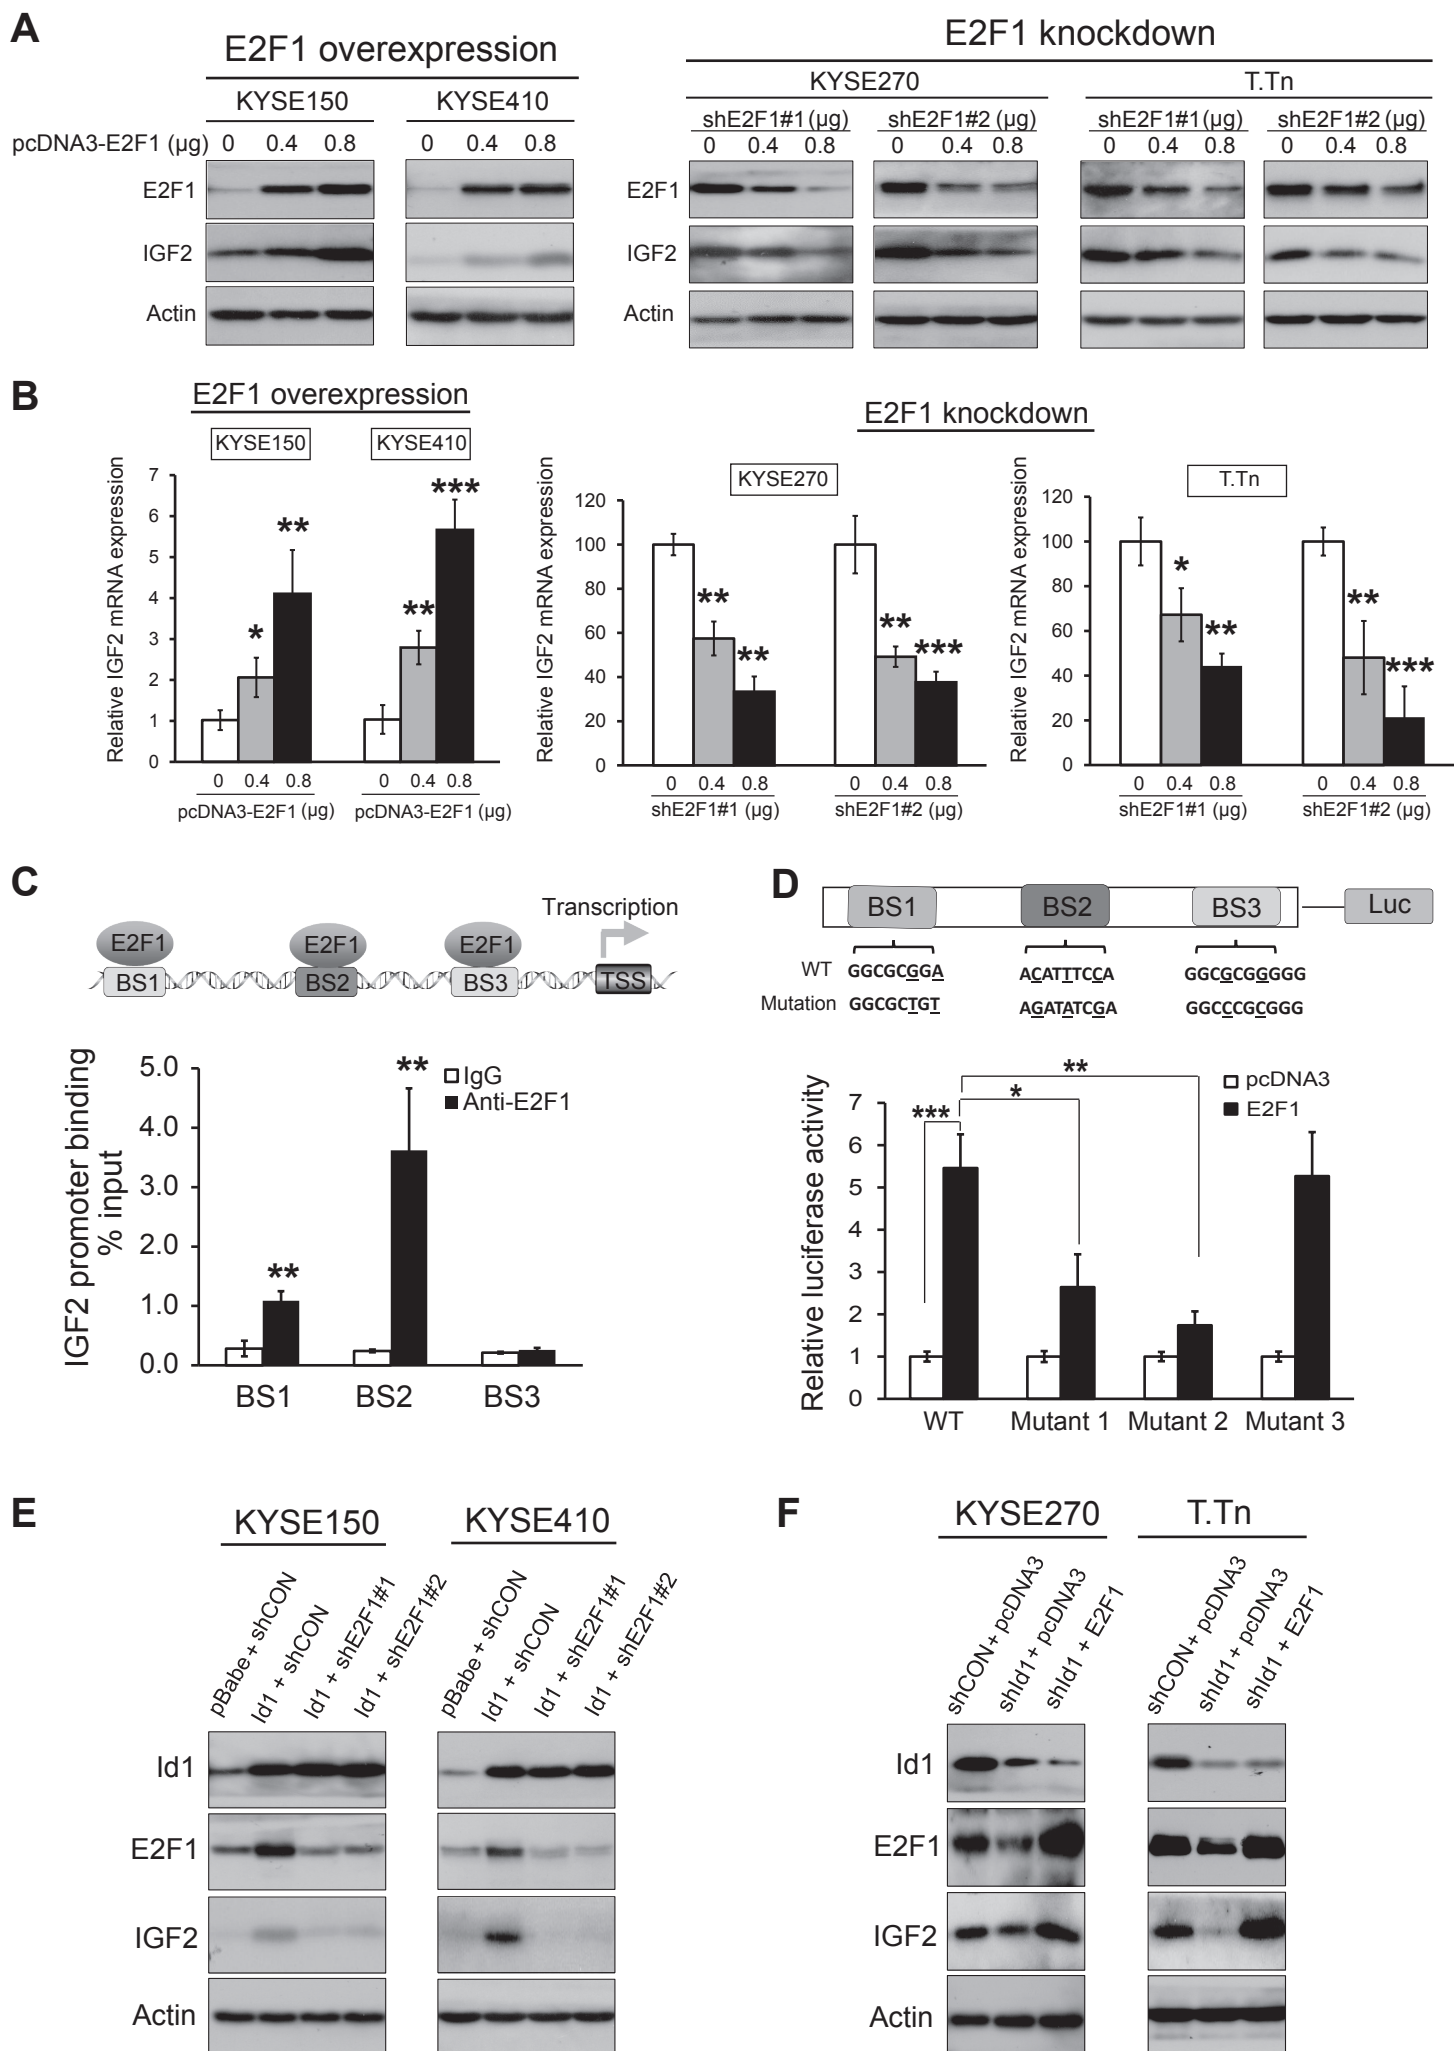 A
E2F1 overexpression
E2F1 knockdown
KYSE150 KYSE410
KYSE270 T.Tn
shE2F1#1 (µg) shE2F1#2 (µg) shE2F1#1(µg) shE2F1#2 (µg)
pcDNA3-E2F1 (µg) 0 0.4 0.8 0 0.4 0.8
0 0.4 0.8 0 0.4 0.8 0 0.4 0.8 0 0.4 0.8
E2F1 E2F1
IGF2 IGF2
Actin Actin
B
E2F1 overexpression
E2F1 knockdown
KYSE150 KYSE410
Relative IGF2 mRNA expression
7
6
5
4
3
2
1
0
* ** ** ***
0 0.4 0.8 0 0.4 0.8
pcDNA3-E2F1 (µg) pcDNA3-E2F1 (µg)
KYSE270
Relative IGF2 mRNA expression
120
100
80
60
40
20
0
** ** ** ***
0 0.4 0.8 0 0.4 0.8
shE2F1#1 (µg) shE2F1#2 (µg)
T.Tn
Relative IGF2 mRNA expression
120
100
80
60
40
20
0
* ** ** ***
0 0.4 0.8 0 0.4 0.8
shE2F1#1 (µg) shE2F1#2 (µg)
C
Transcription
E2F1 E2F1 E2F1
BS1 BS2 BS3 TSS
IGF2 promoter binding
% input
5.0
4.0
3.0
2.0
1.0
0.0
** **
IgG
Anti-E2F1
BS1 BS2 BS3
D
BS1 BS2 BS3 Luc
WT GGCGCGGA ACATTTCCA GGCGCGGGGG
Mutation GGCGCTGT AGATATCGA GGCCCGCGGG
Relative luciferase activity
7
6
5
4
3
2
1
0
*** * **
pcDNA3
E2F1
WT Mutant 1 Mutant 2 Mutant 3
E
KYSE150 KYSE410
pBabe + shCON
Id1 + shCON
Id1 + shE2F1#1
Id1 + shE2F1#2
pBabe + shCON
Id1 + shCON
Id1 + shE2F1#1
Id1 + shE2F1#2
Id1
E2F1
IGF2
Actin
F
KYSE270 T.Tn
shCON+ pcDNA3
shId1 + pcDNA3
shId1 + E2F1
shCON+ pcDNA3
shId1 + pcDNA3
shId1 + E2F1
Id1
E2F1
IGF2
Actin